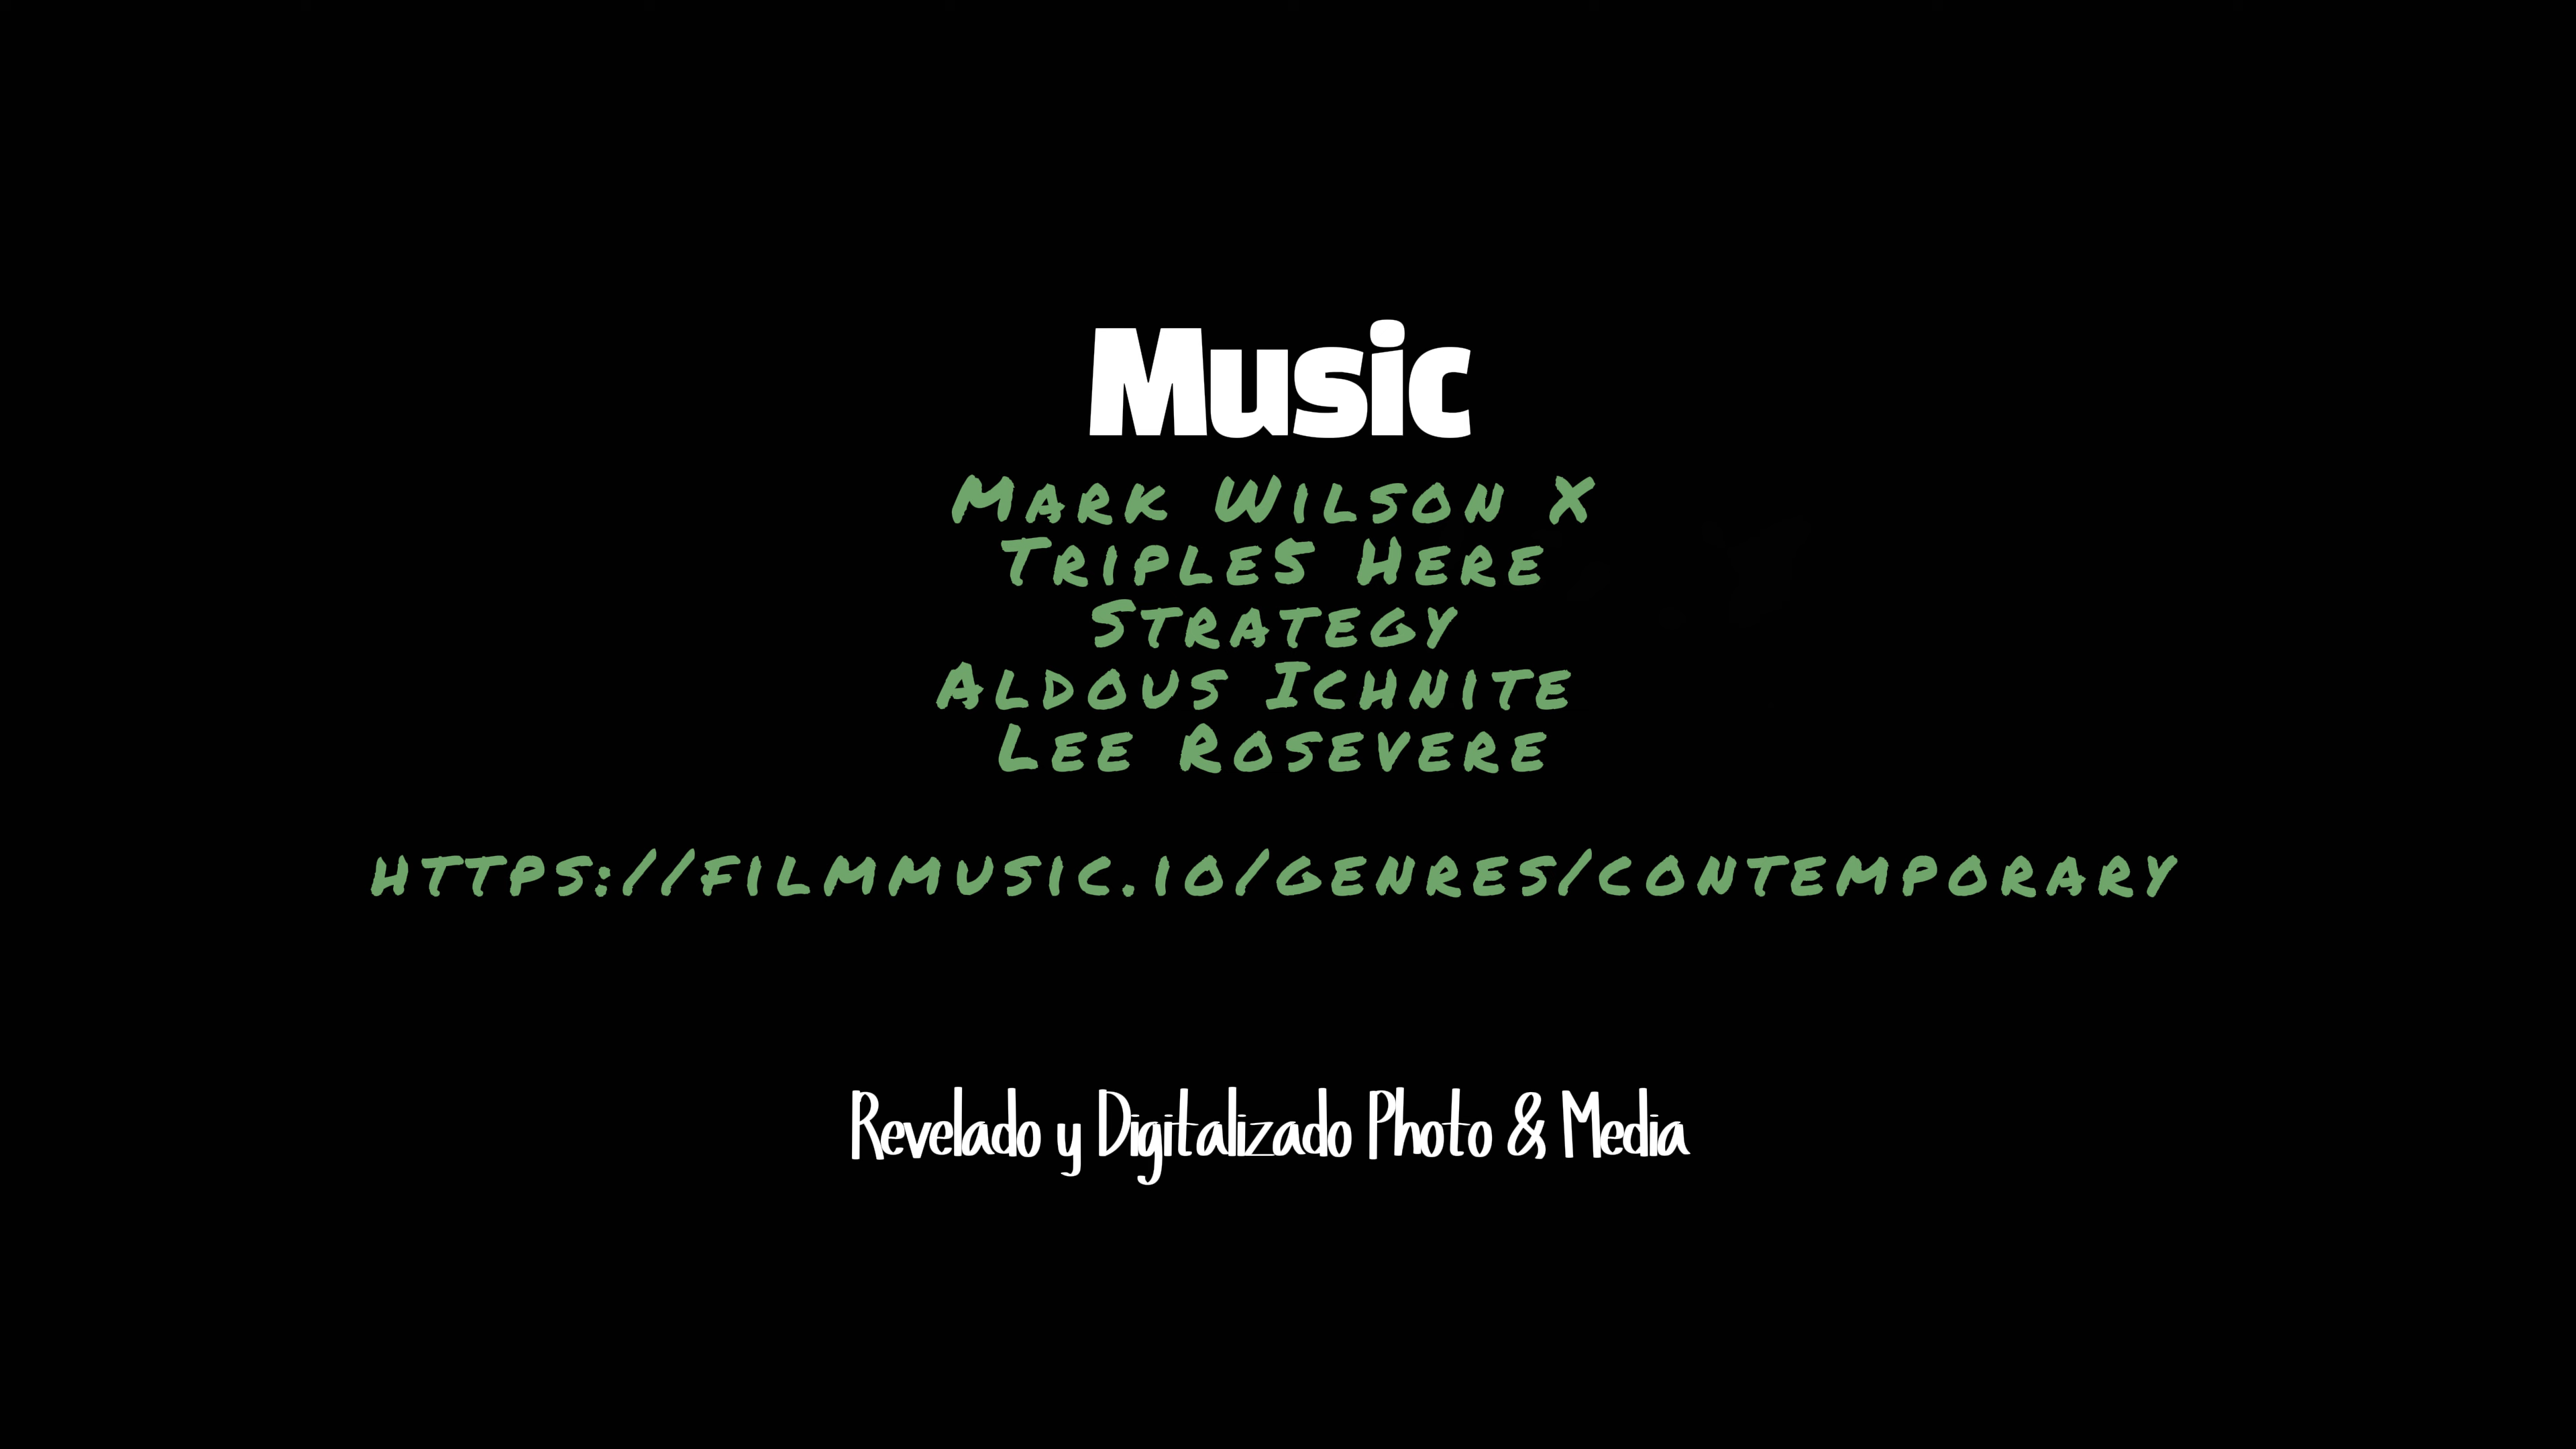 Music
Mark Wilson X
TripleS Here
Strategy
Aldous Ichnite
Lee Rosevere
https://filmmusic.io/genres/contemporary
Revelado y Digitalizado Photo & Media